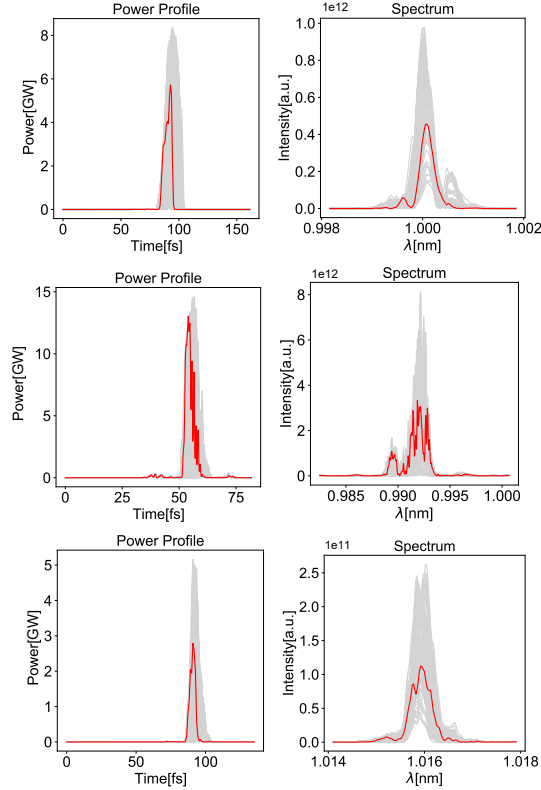 Power Profile
Power[GW]
8
6
4
2
0
0
50
100
150
Time[fs]
Spectrum
1e12
Intensity[a.u.]
1.0
0.8
0.6
0.4
0.2
0.0
0.998
1.000
1.002
λ[nm]
Power Profile
Power[GW]
15
10
5
0
0
25
50
75
Time[fs]
Spectrum
1e12
Intensity[a.u.]
8
6
4
2
0
0.985
0.990
0.995
1.000
λ[nm]
Power Profile
Power[GW]
5
4
3
2
1
0
0
50
100
Time[fs]
Spectrum
1e11
Intensity[a.u.]
2.5
2.0
1.5
1.0
0.5
0.0
1.014
1.016
1.018
λ[nm]